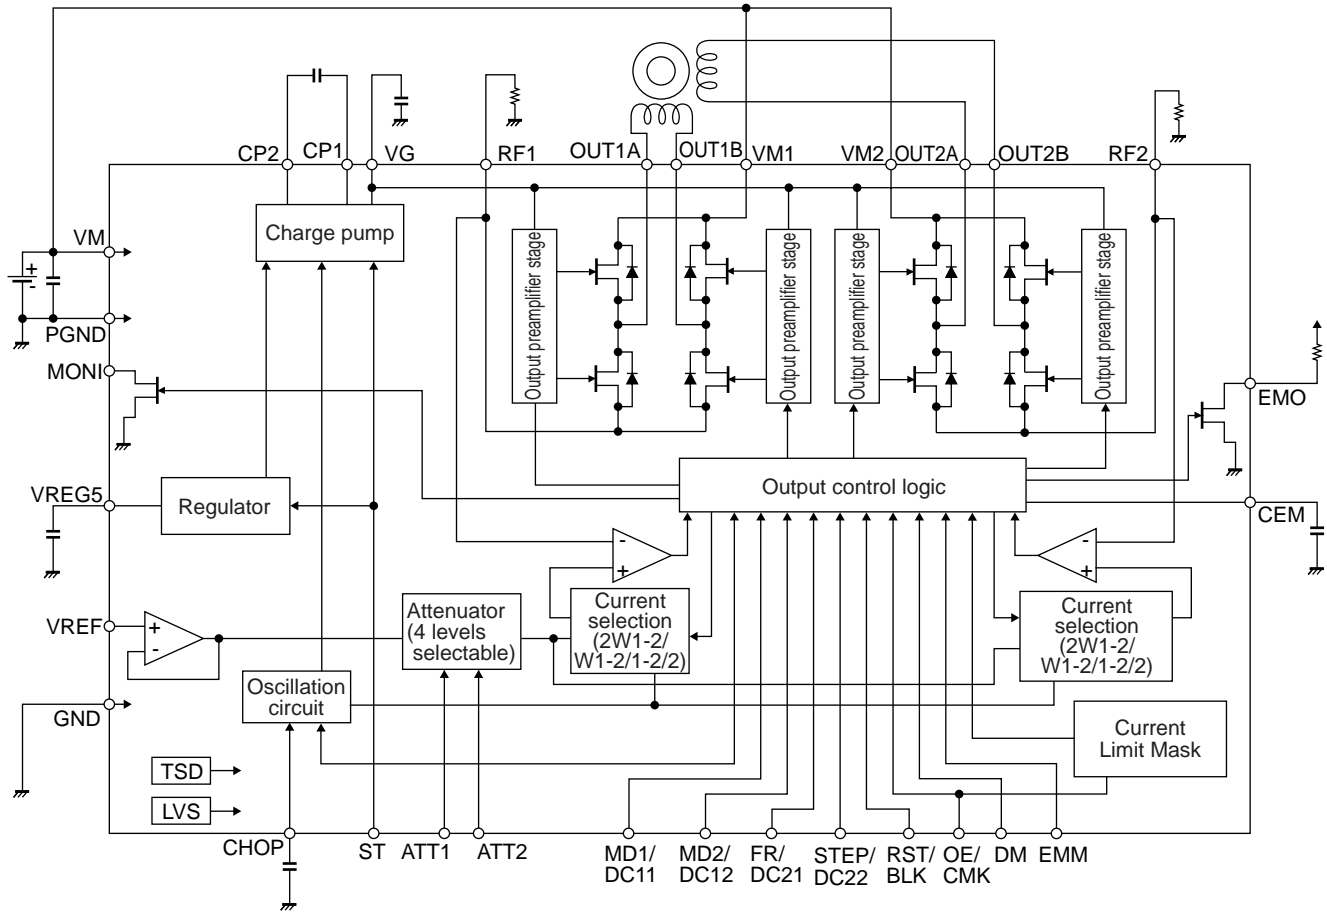 CP2
CP1
VG
RF1
OUT1A
OUT1B
VM1
VM2
OUT2A
OUT2B
RF2
VM
+
-
PGND
MONI
VREG5
VREF
GND
Charge pump
Output preamplifier stage
Output preamplifier stage
Output preamplifier stage
Output preamplifier stage
EMO
CEM
Regulator
Output control logic
-
+
-
+
+
-
Attenuator
(4 levels
selectable)
Current
selection
(2W1-2/
W1-2/1-2/2)
Current
selection
(2W1-2/
W1-2/1-2/2)
Oscillation
circuit
Current
Limit Mask
TSD
LVS
CHOP
ST
ATT1
ATT2
MD1/
DC11
MD2/
DC12
FR/
DC21
STEP/
DC22
RST/
BLK
OE/
CMK
DM
EMM